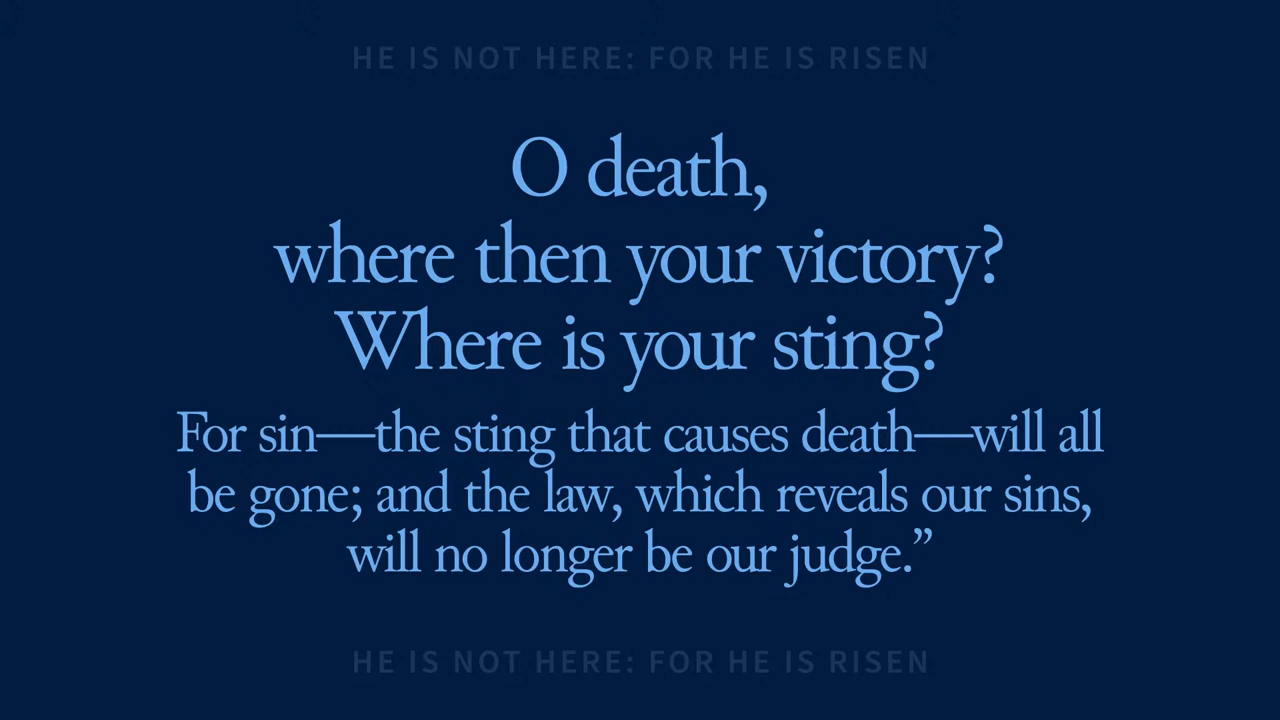 HE IS NOT HERE: FOR HE IS RISEN
O death,
where then your victory?
Where is your sting?
For sin—the sting that causes death—will all
be gone; and the law, which reveals our sins,
will no longer be our judge.”
HE IS NOT HERE: FOR HE IS RISEN